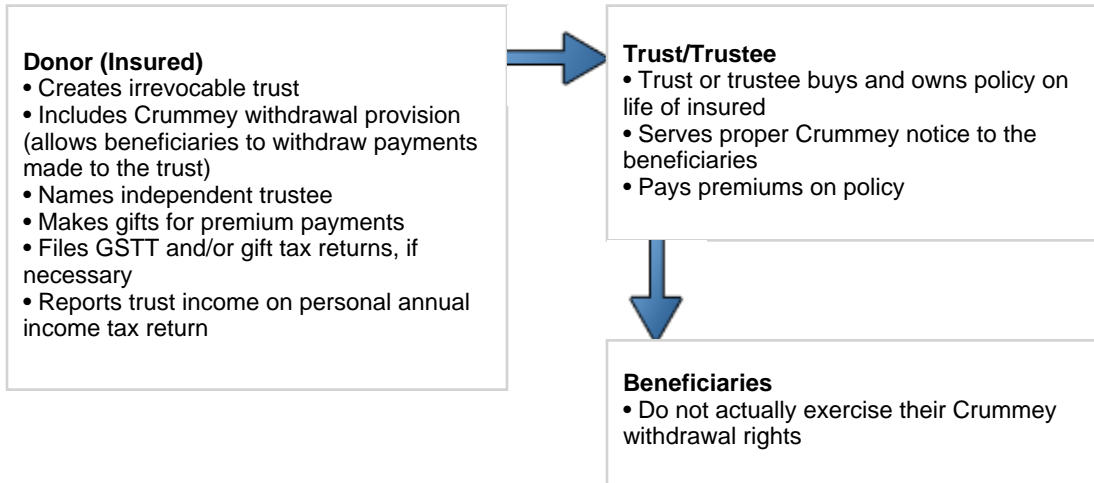 Donor (Insured)
• Creates irrevocable trust
• Includes Crummey withdrawal provision
(allows beneficiaries to withdraw payments
made to the trust)
• Names independent trustee
• Makes gifts for premium payments
• Files GSTT and/or gift tax returns, if
necessary
• Reports trust income on personal annual
income tax return
Trust/Trustee
• Trust or trustee buys and owns policy on
life of insured
• Serves proper Crummey notice to the
beneficiaries
• Pays premiums on policy
Beneficiaries
• Do not actually exercise their Crummey
withdrawal rights